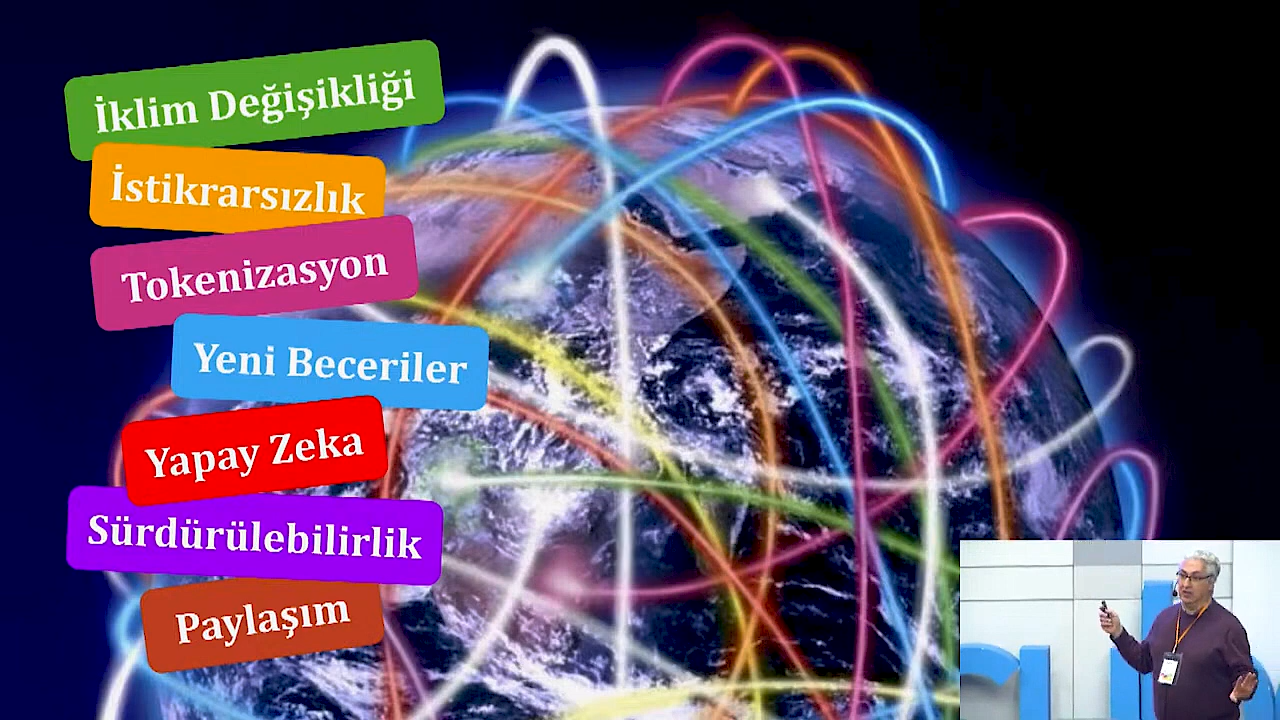 İklim Değişikliği
İstikrarsızlık
Tokenizasyon
Yeni Beceriler
Yapay Zeka
Sürdürülebilirlik
Paylaşım